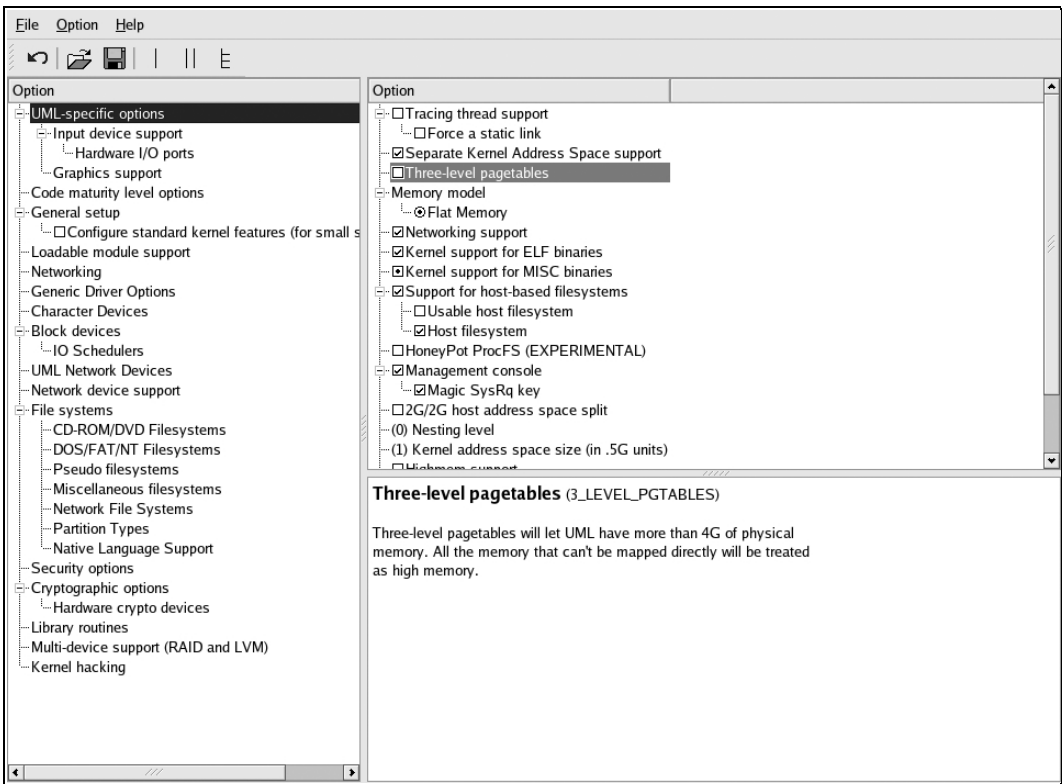 File Option Help
Option
UML-specific options
Input device support
Hardware I/O ports
Graphics support
Code maturity level options
General setup
Configure standard kernel features (for small s
Loadable module support
Networking
Generic Driver Options
Character Devices
Block devices
IO Schedulers
UML Network Devices
Network device support
File systems
CD-ROM/DVD Filesystems
DOS/FAT/NT Filesystems
Pseudo filesystems
Miscellaneous filesystems
Network File Systems
Partition Types
Native Language Support
Security options
Cryptographic options
Hardware crypto devices
Library routines
Multi-device support (RAID and LVM)
Kernel hacking
Option
Tracing thread support
Force a static link
Separate Kernel Address Space support
Three-level pagetables
Memory model
Flat Memory
Networking support
Kernel support for ELF binaries
Kernel support for MISC binaries
Support for host-based filesystems
Usable host filesystem
Host filesystem
HoneyPot ProcFS (EXPERIMENTAL)
Management console
Magic SysRq key
2G/2G host address space split
(0) Nesting level
(1) Kernel address space size (in .5G units)
Highmem support
Three-level pagetables (3_LEVEL_PGTABLES)
Three-level pagetables will let UML have more than 4G of physical
memory. All the memory that can't be mapped directly will be treated
as high memory.